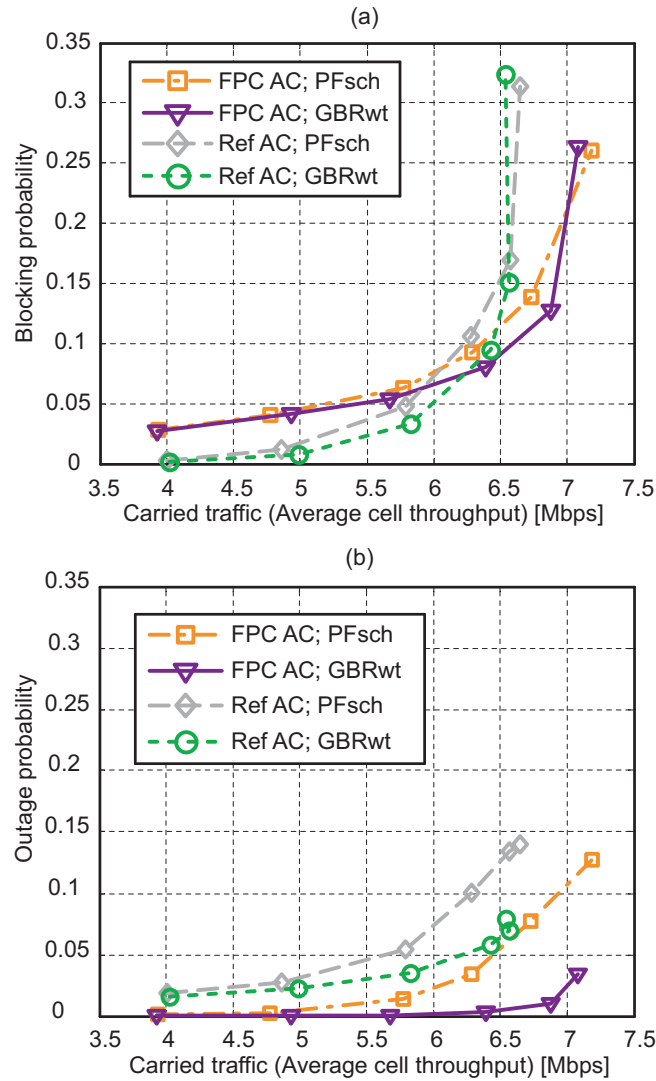 (a)
0.35
0.3
0.25
0.2
0.15
0.1
0.05
0
Blocking probability
FPC AC; PFsch
FPC AC; GBRwt
Ref AC; PFsch
Ref AC; GBRwt
3.5 4 4.5 5 5.5 6 6.5 7 7.5
Carried traffic (Average cell throughput) [Mbps]
(b)
0.35
0.3
0.25
0.2
0.15
0.1
0.05
0
Outage probability
FPC AC; PFsch
FPC AC; GBRwt
Ref AC; PFsch
Ref AC; GBRwt
3.5 4 4.5 5 5.5 6 6.5 7 7.5
Carried traffic (Average cell throughput) [Mbps]